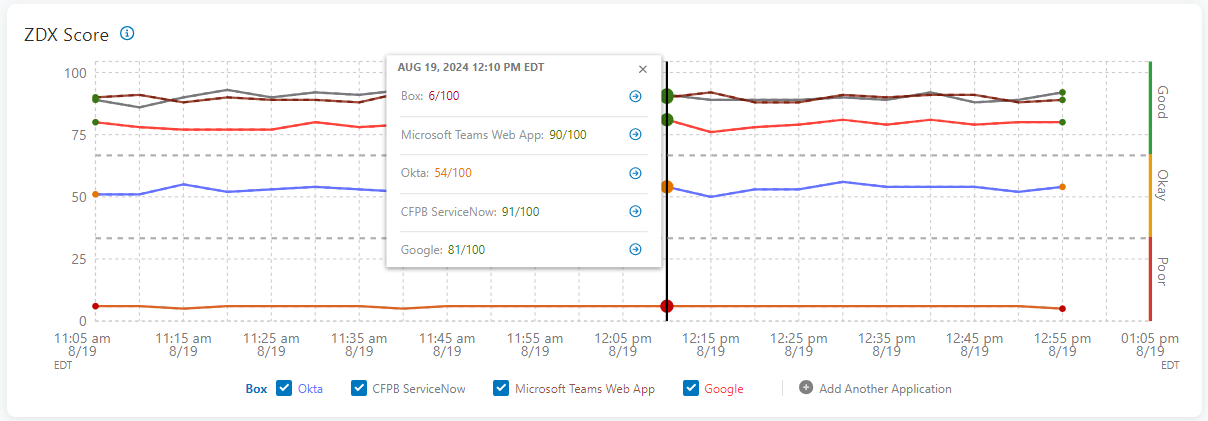 ZDX Score
AUG 19, 2024 12:10 PM EDT
Box: 6/100
Microsoft Teams Web App: 90/100
Okta: 54/100
CFPB ServiceNow: 91/100
Google: 81/100
100
75
50
25
0
Good
Okay
Poor
11:05 am 11:15 am 11:25 am 11:35 am 11:45 am 11:55 am 12:05 pm 12:15 pm 12:25 pm 12:35 pm 12:45 pm 12:55 pm 01:05 pm
8/19 8/19 8/19 8/19 8/19 8/19 8/19 8/19 8/19 8/19 8/19 8/19 8/19
EDT EDT
Box Okta CFPB ServiceNow Microsoft Teams Web App Google Add Another Application